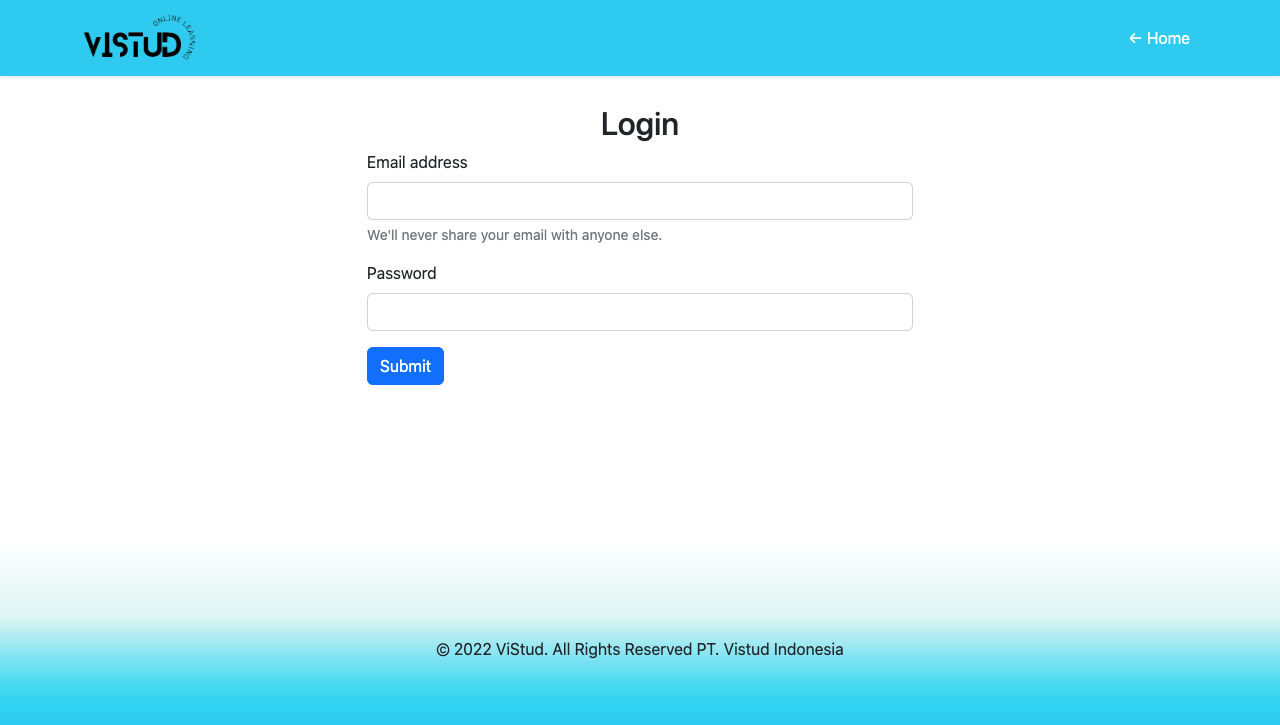 VISTUD
ONLINE LEARNING
← Home
Login
Email address
We'll never share your email with anyone else.
Password
Submit
© 2022 ViStud. All Rights Reserved PT. Vistud Indonesia